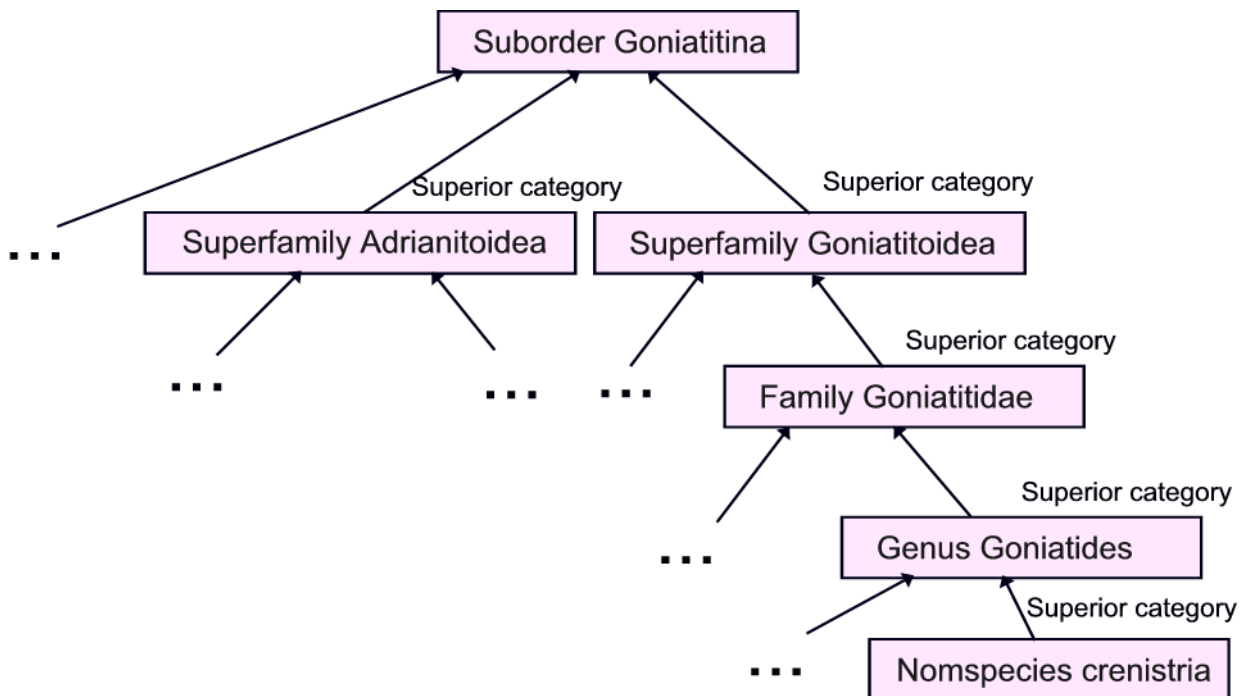 Suborder Goniatitina
Superior category
Superior category
...
Superfamily Adrianitoidea
Superfamily Goniatitoidea
Superior category
...
...
...
Family Goniatitidae
Superior category
...
Genus Goniatides
Superior category
...
Nomspecies crenistria